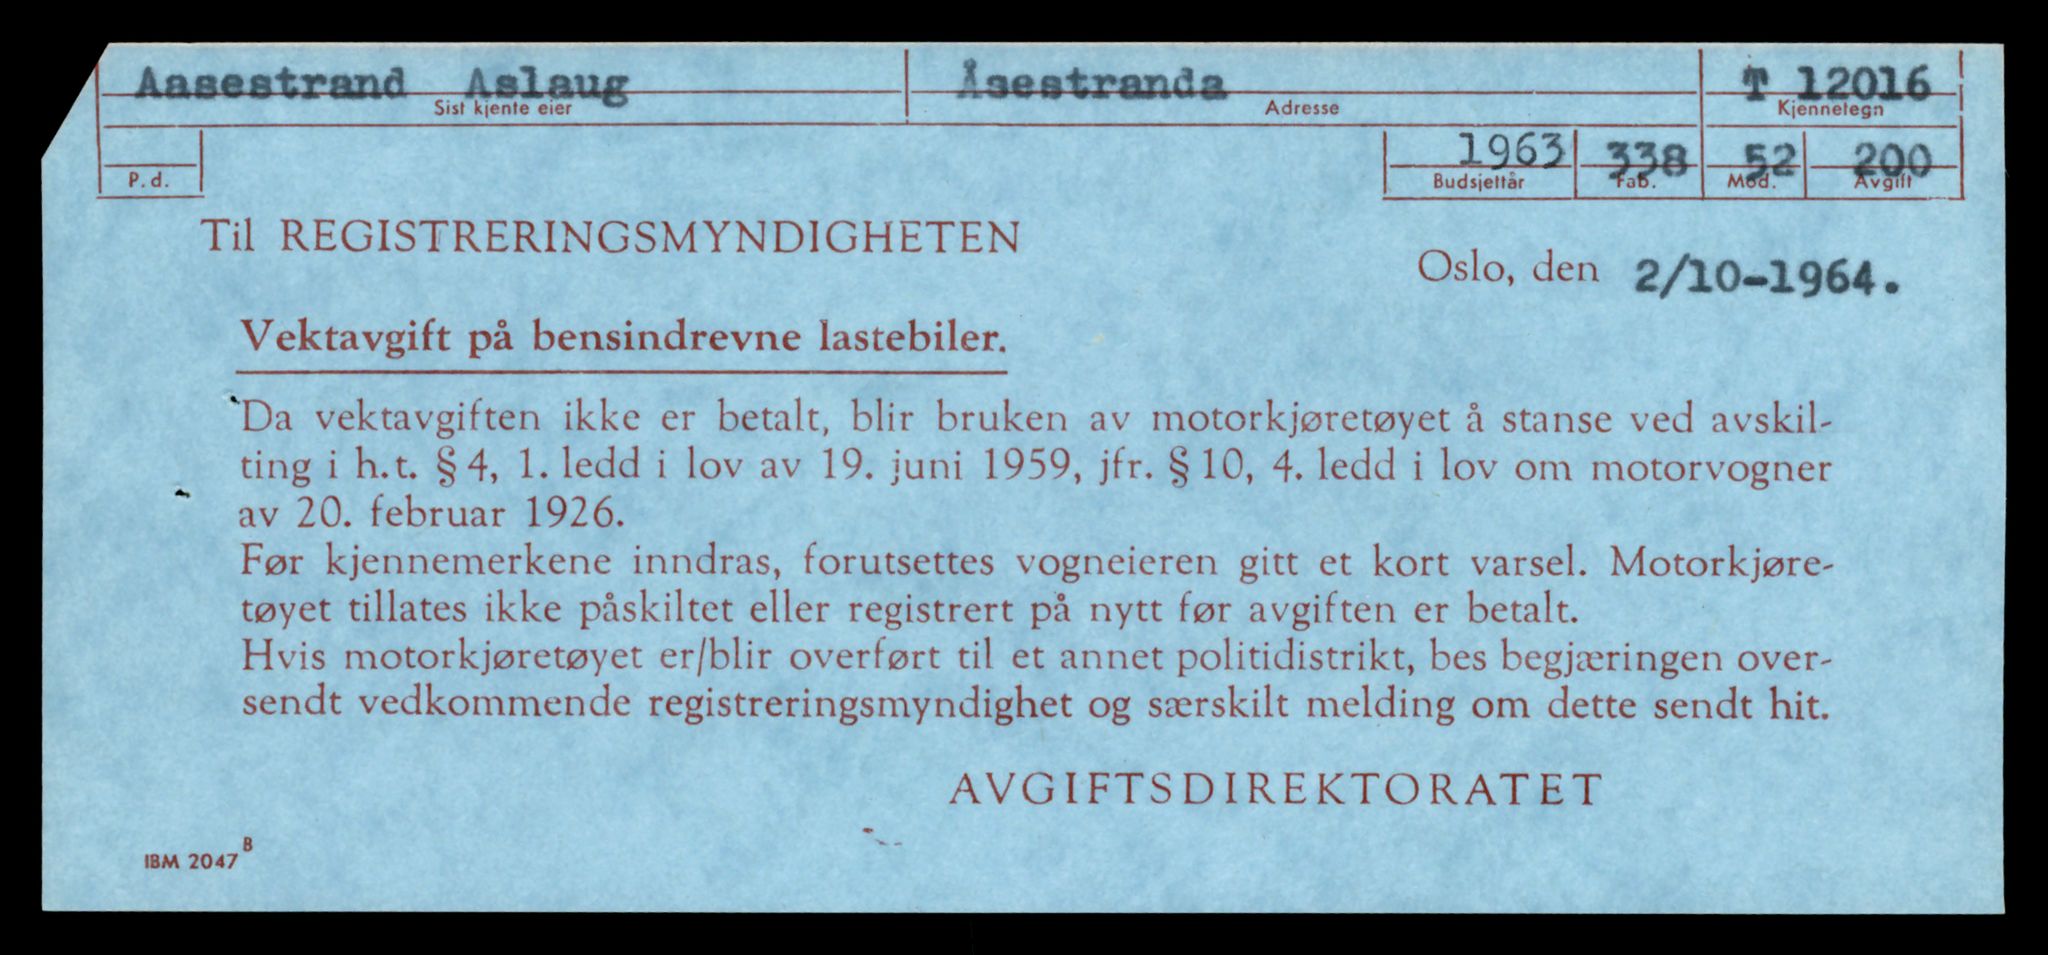 Aasestrand Aslaug Åsestranda T 12016
Sist kjente eier Adresse Kjennetegn
1963 338 52 200
P.d. Budsjettår Fab. Mod. Avgift
Til REGISTRERINGSMYNDIGHETEN
Oslo, den 2/10-1964.
Vektavgift på bensindrevne lastebiler.
Da vektavgiften ikke er betalt, blir bruken av motorkjøretøyet å stanse ved avskil-
ting i h.t. § 4, 1. ledd i lov av 19. juni 1959, jfr. § 10, 4. ledd i lov om motorvogner
av 20. februar 1926.
Før kjennemerkene inndras, forutsettes vogneieren gitt et kort varsel. Motorkjøre-
tøyet tillates ikke påskiltet eller registrert på nytt før avgiften er betalt.
Hvis motorkjøretøyet er/blir overført til et annet politidistrikt, bes begjæringen over-
sendt vedkommende registreringsmyndighet og særskilt melding om dette sendt hit.
AVGIFTSDIREKTORATET
IBM 2047 B